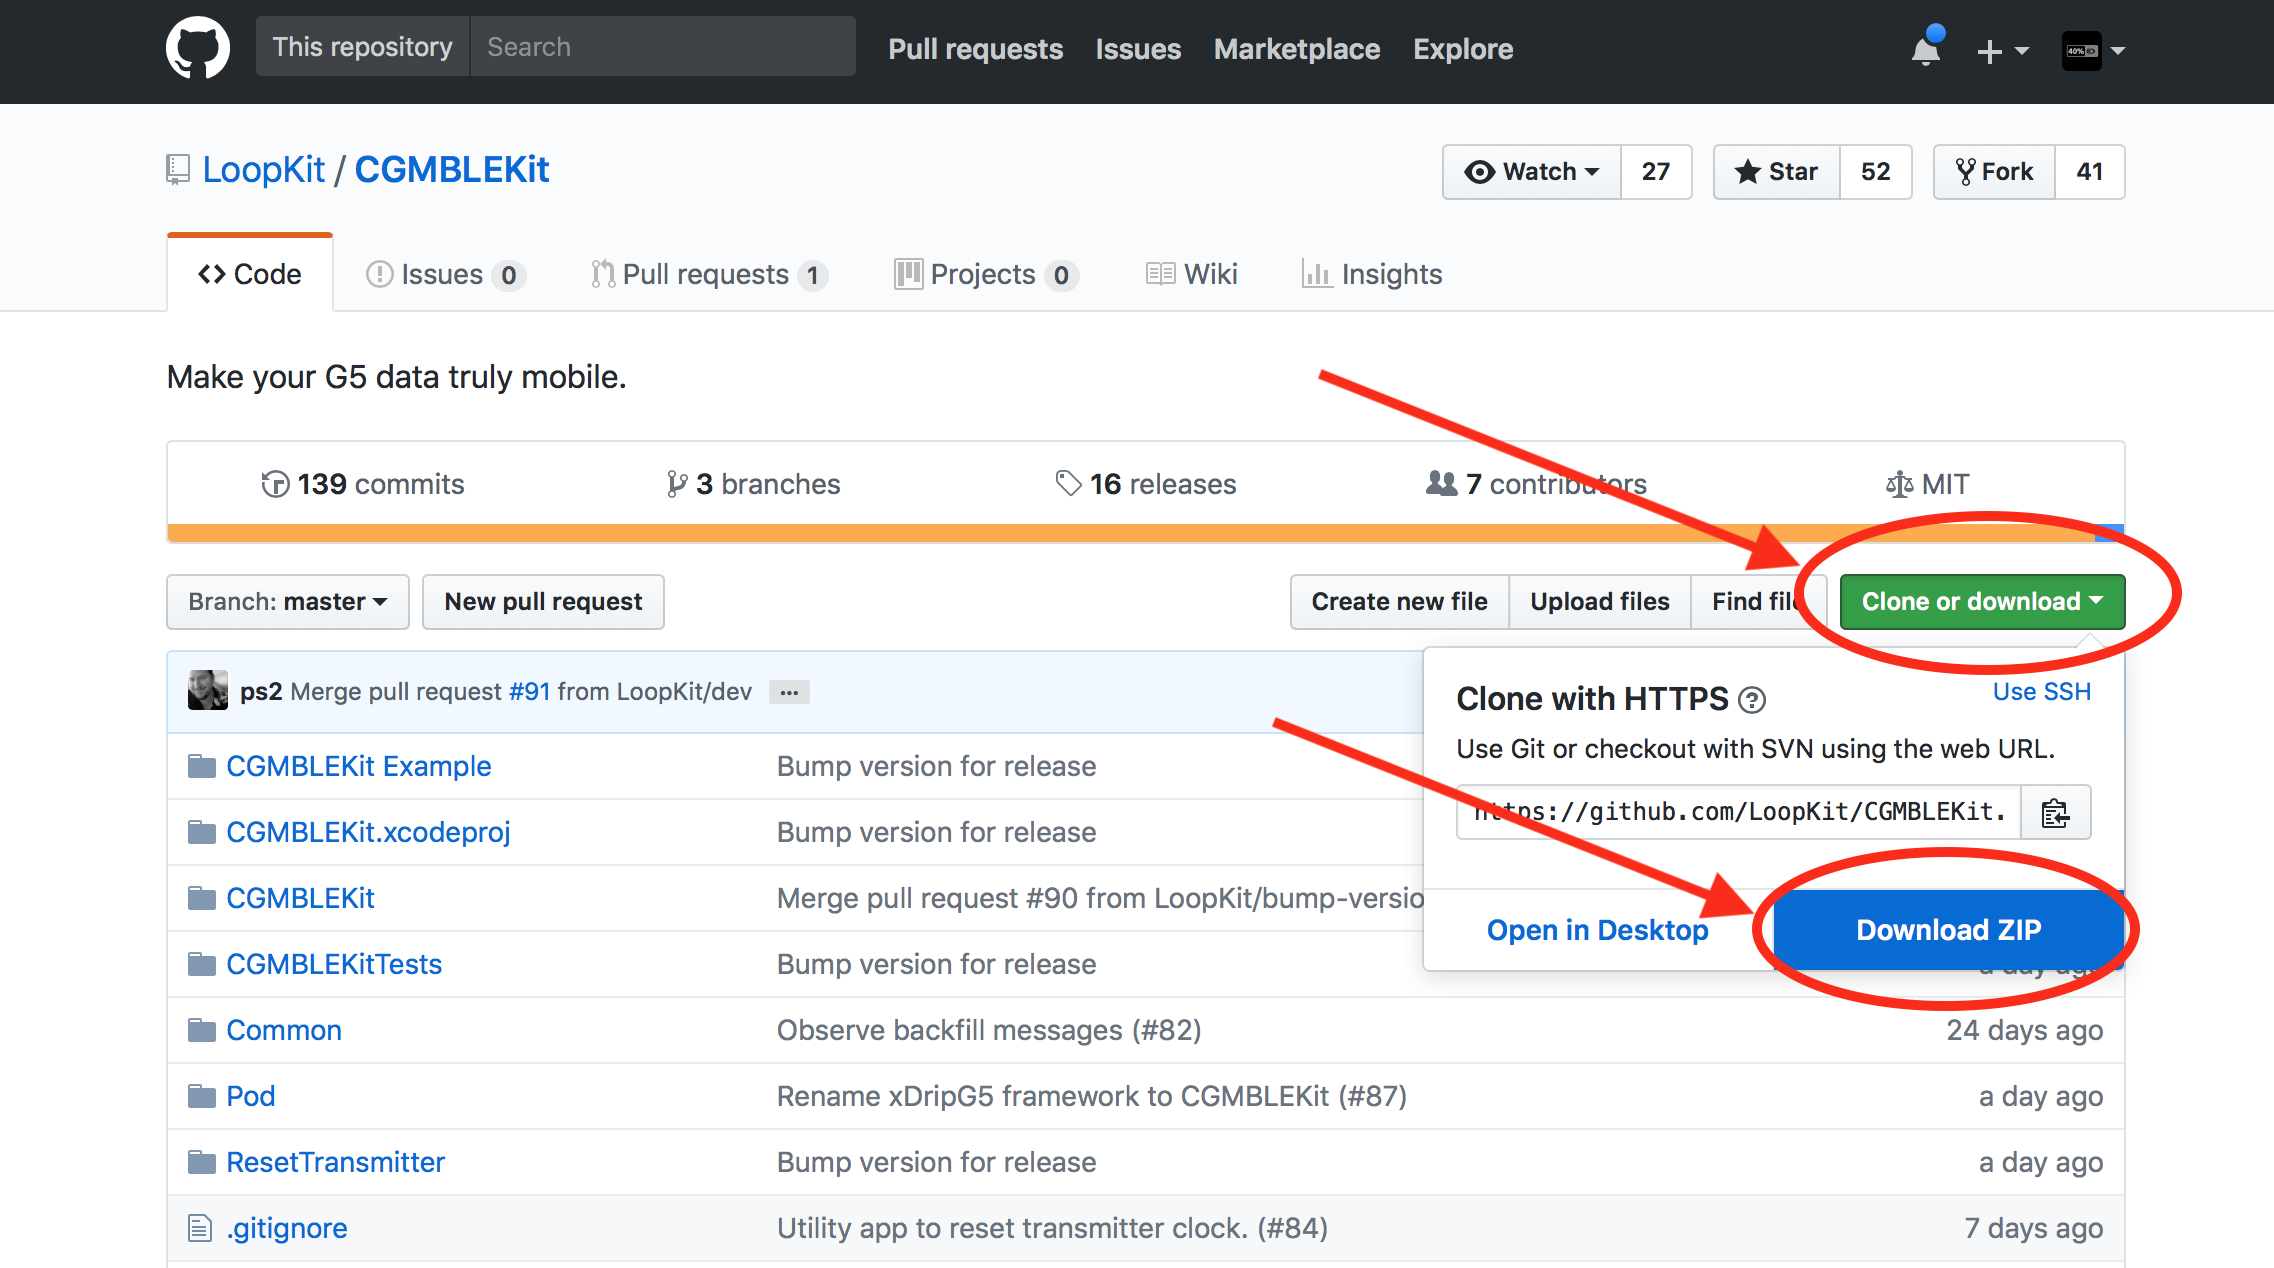 This repository Search Pull requests Issues Marketplace Explore
40%
LoopKit / CGMBLEKit Watch 27 Star 52 Fork 41
Code Issues 0 Pull requests 1 Projects 0 Wiki Insights
Make your G5 data truly mobile.
139 commits 3 branches 16 releases 7 contributors MIT
Branch: master New pull request Create new file Upload files Find file Clone or download
ps2 Merge pull request #91 from LoopKit/dev ...
Clone with HTTPS ? Use SSH
Use Git or checkout with SVN using the web URL.
https://github.com/LoopKit/CGMBLEKit.
Open in Desktop Download ZIP
CGMBLEKit Example Bump version for release
CGMBLEKit.xcodeproj Bump version for release
CGMBLEKit Merge pull request #90 from LoopKit/bump-versio
CGMBLEKitTests Bump version for release a day ago
Common Observe backfill messages (#82) 24 days ago
Pod Rename xDripG5 framework to CGMBLEKit (#87) a day ago
ResetTransmitter Bump version for release a day ago
.gitignore Utility app to reset transmitter clock. (#84) 7 days ago